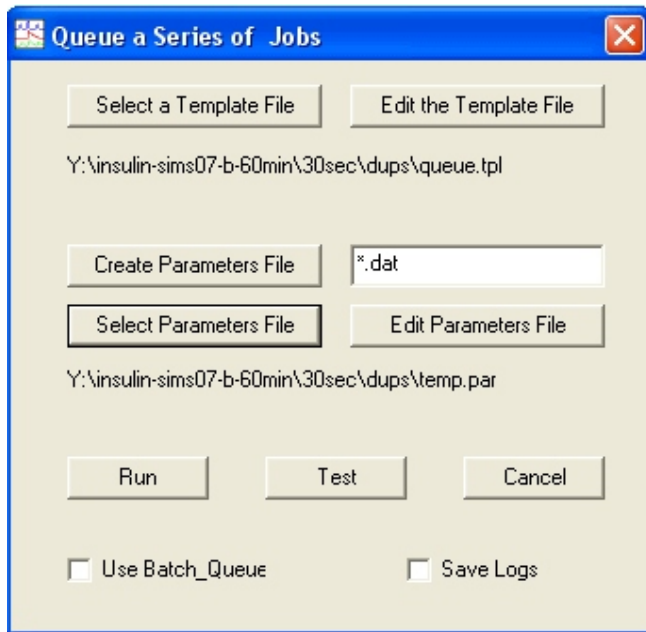 Queue a Series of  Jobs
Select a Template File Edit the Template File
Y:\insulin-sims07-b-60min\30sec\dups\queue.tpl
Create Parameters File *.dat
Select Parameters File Edit Parameters File
Y:\insulin-sims07-b-60min\30sec\dups\temp.par
Run Test Cancel
Use Batch_Queue Save Logs